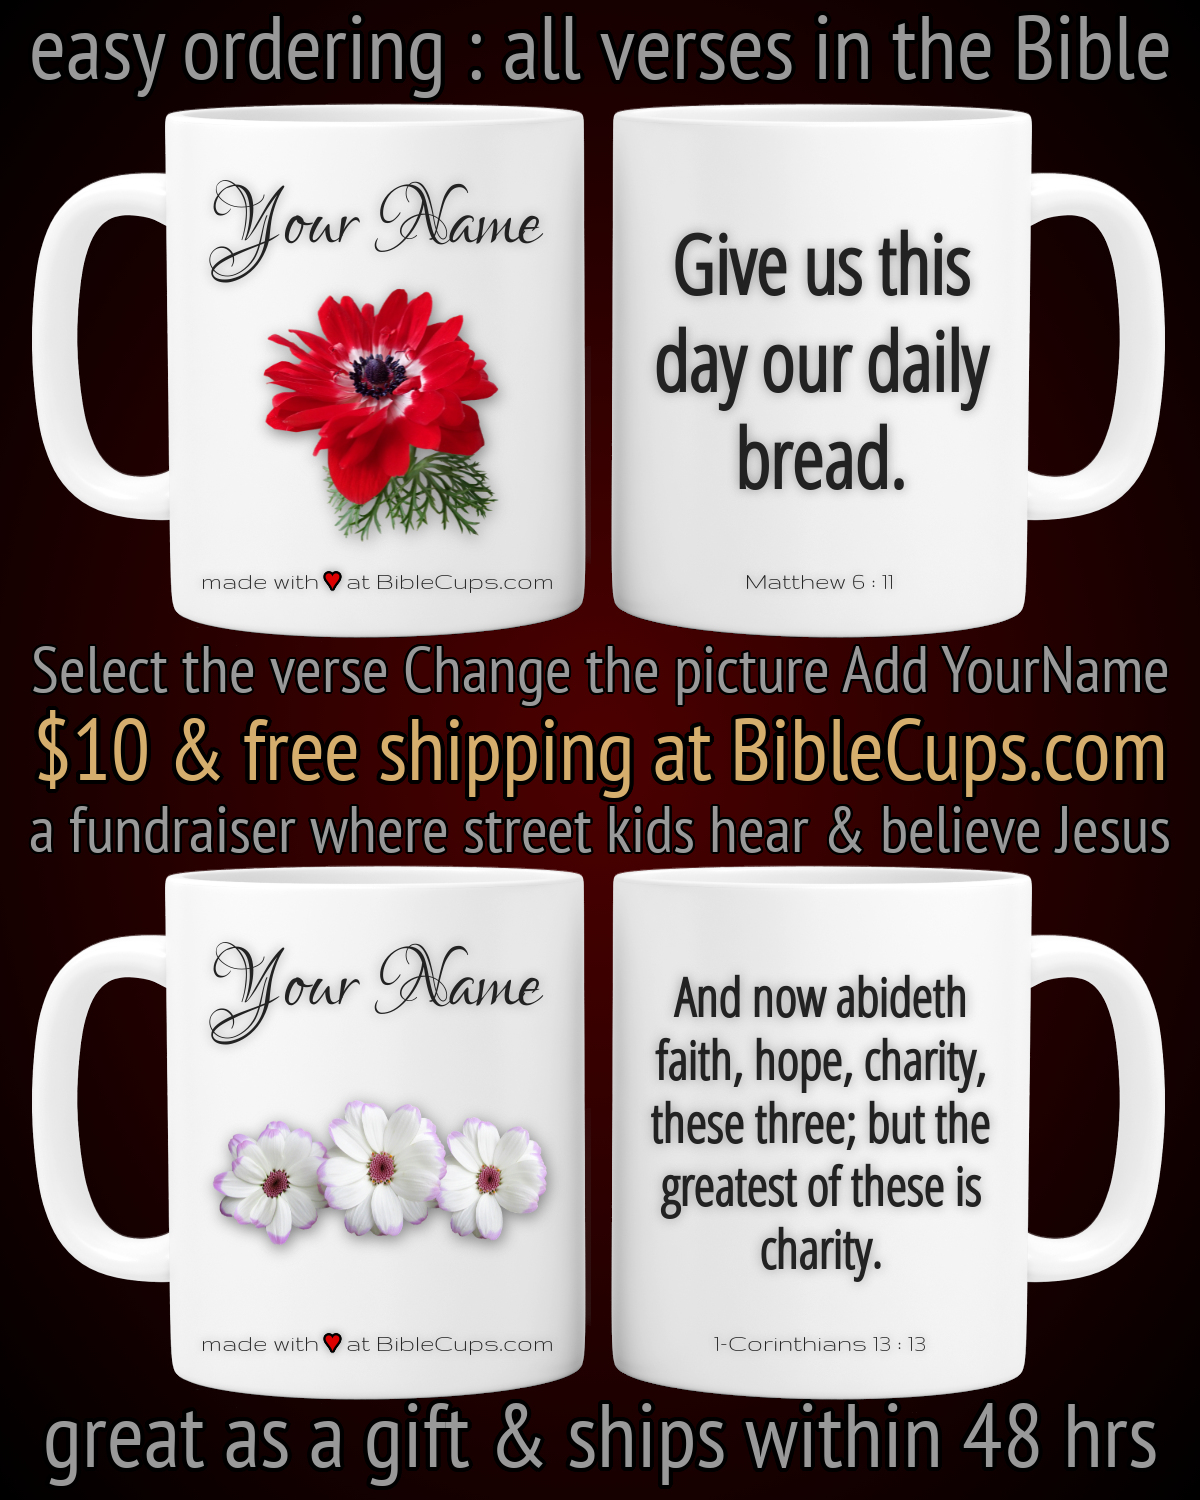 easy ordering : all verses in the Bible
Your Name
made with ♥ at BibleCups.com
Give us this
day our daily
bread.
Matthew 6 : 11
Select the verse Change the picture Add YourName
$10 & free shipping at BibleCups.com
a fundraiser where street kids hear & believe Jesus
Your Name
made with ♥ at BibleCups.com
And now abideth
faith, hope, charity,
these three; but the
greatest of these is
charity.
1-Corinthians 13 : 13
great as a gift & ships within 48 hrs